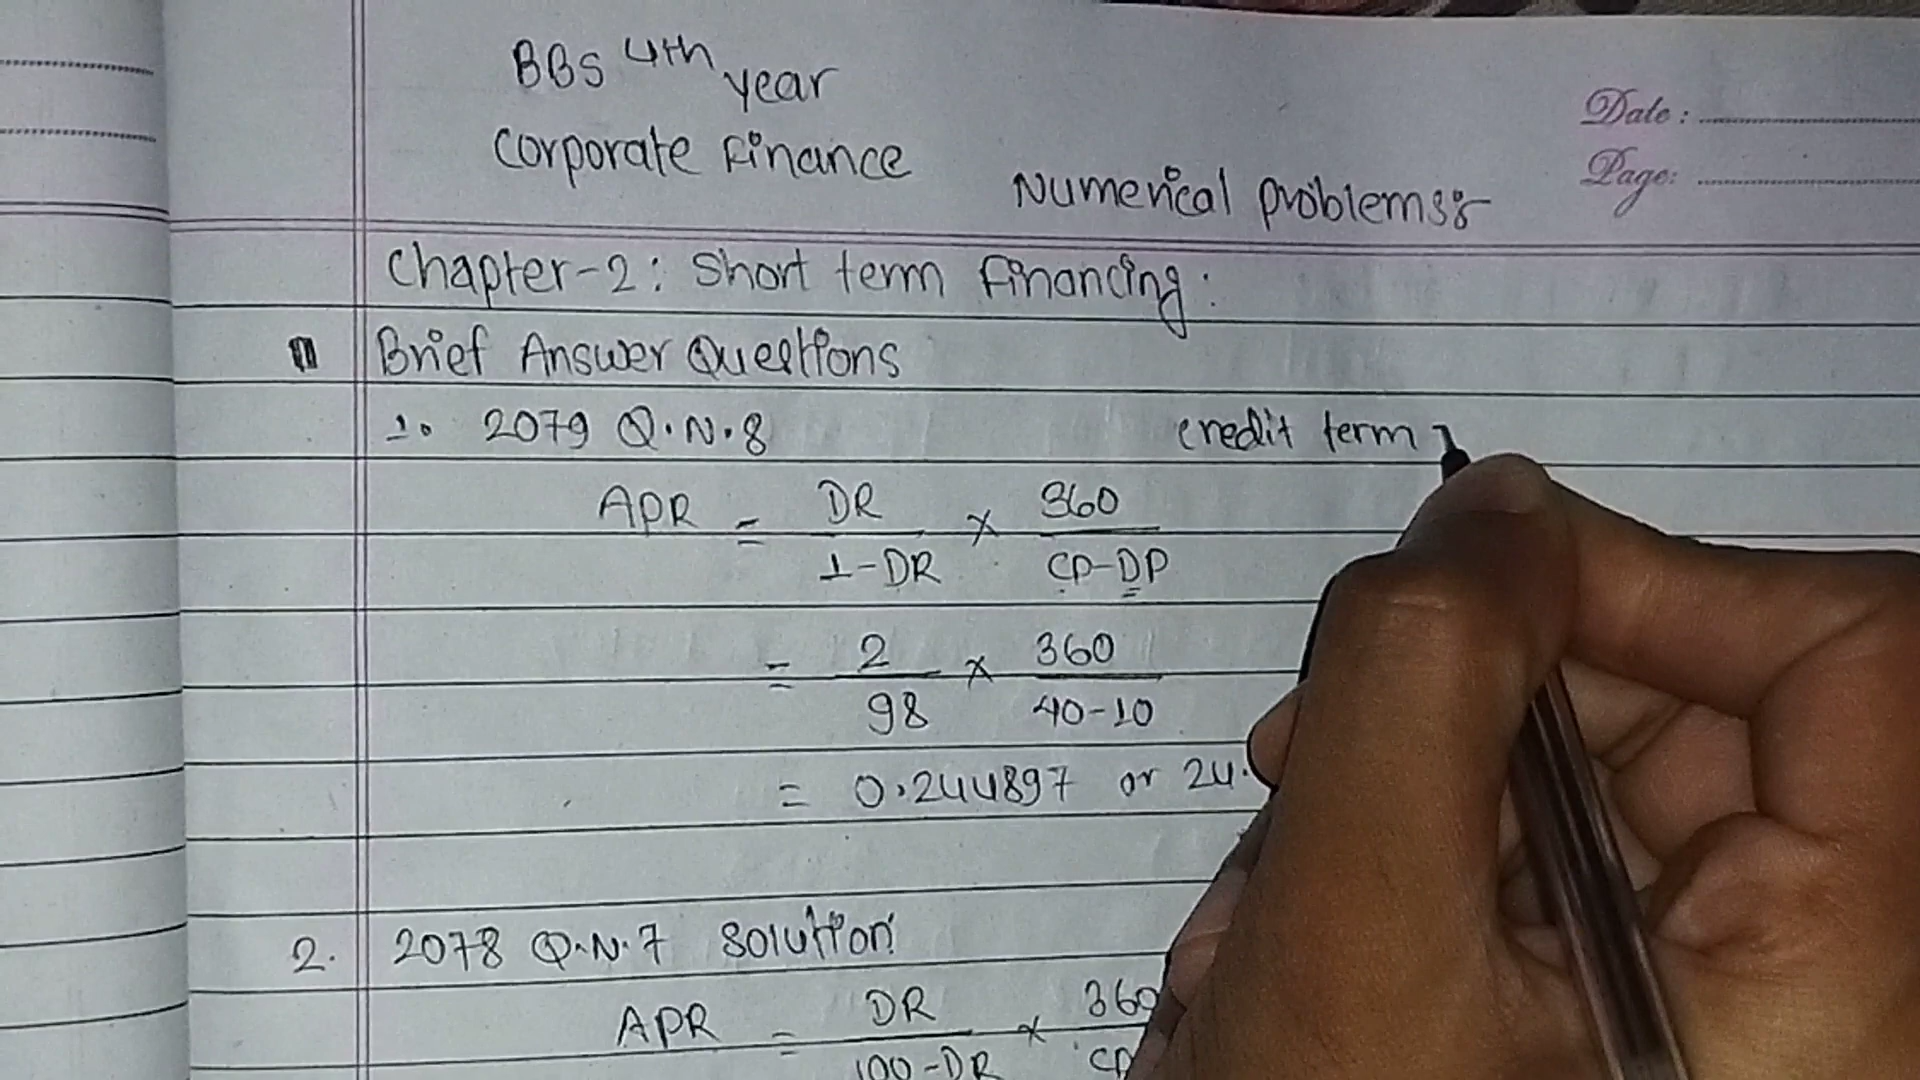 BBS 4th year
Corporate Finance
Numerical problems:-
Date :
Page:
Chapter-2: Short term Financing:
Brief Answer Questions
1. 2079 Q.N.8
credit term
APR = DR / 1-DR × 360 / CP-DP
= 2 / 98 × 360 / 40-10
= 0.244897 or 24.
2. 2078 Q.N.7 Solution:
APR = DR / 100-DR × 360 / CP